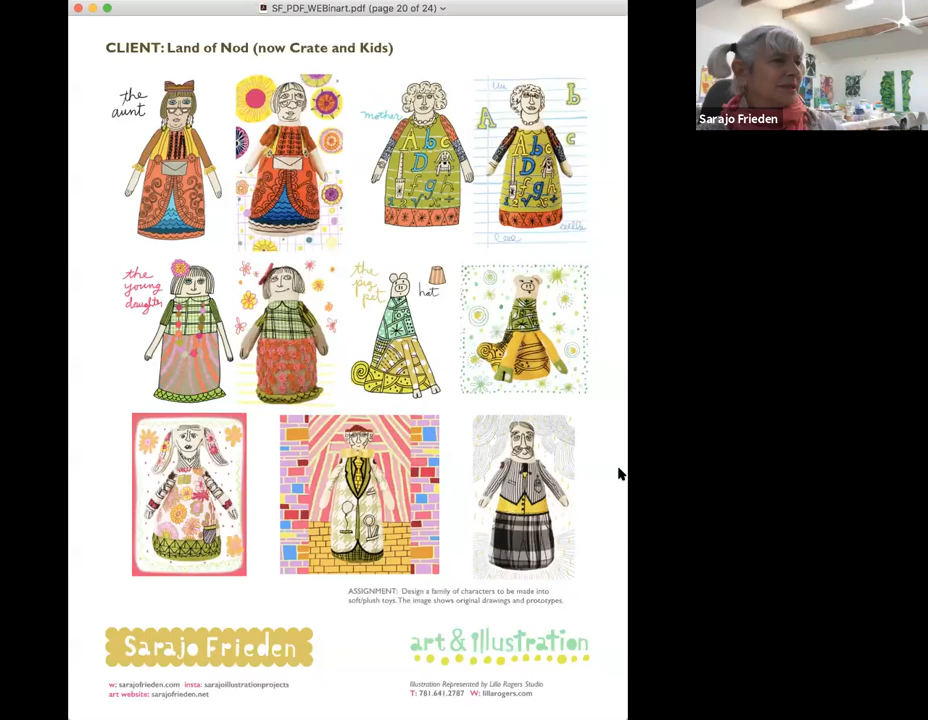 SF_PDF_WEBinart.pdf (page 20 of 24)
CLIENT: Land of Nod (now Crate and Kids)
the
aunt
mother
A
b
c
Abc
D
fgh
the
young
daughter
the
pig
pet
hat
ASSIGNMENT: Design a family of characters to be made into
soft/plush toys. The image shows original drawings and prototypes.
Sarajo Frieden
art & illustration
w: sarajofrieden.com insta: sarajoillustrationprojects
art website: sarajofrieden.net
Illustration Represented by Lilla Rogers Studio
T: 781.641.2787 W: lillarogers.com
Sarajo Frieden